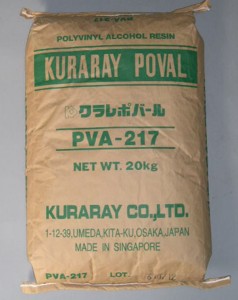 POLYVINYL ALCOHOL RESIN
KURARAY POVAL
クラレポバール
PVA-217
NET WT. 20kg
KURARAY CO.,LTD.
1-12-39,UMEDA,KITA-KU,OSAKA,JAPAN
MADE IN SINGAPORE
PVA-217 LOT.